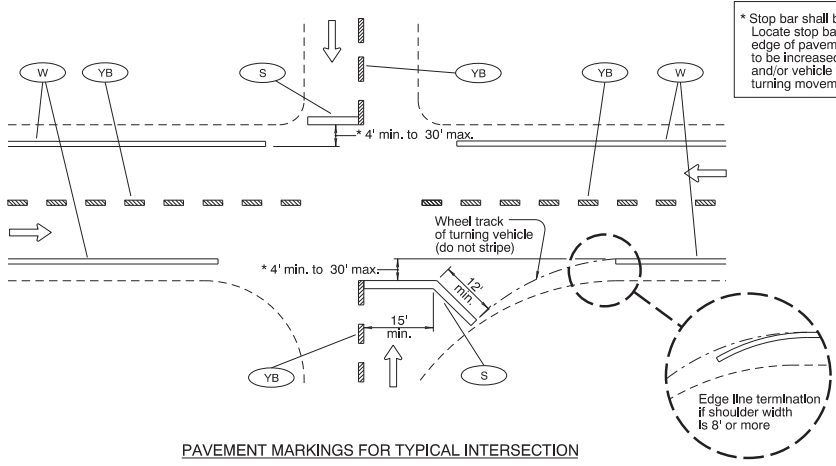 * Stop bar shall b
Locate stop ba
edge of pavem
to be increased
and/or vehicle
turning movem
W
YB
S
YB
YB
W
* 4' min. to 30' max.
Wheel track
of turning vehicle
(do not stripe)
* 4' min. to 30' max.
12'
min.
15'
min.
YB
S
Edge line termination
if shoulder width
is 8' or more
PAVEMENT MARKINGS FOR TYPICAL INTERSECTION